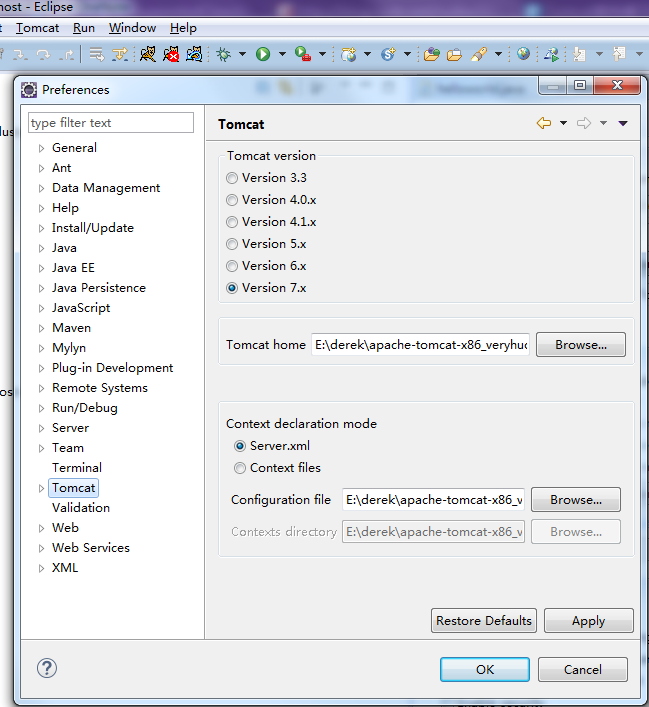 ost - Eclipse
t Tomcat Run Window Help
Preferences
type filter text
General
Ant
Data Management
Help
Install/Update
Java
Java EE
Java Persistence
JavaScript
Maven
Mylyn
Plug-in Development
Remote Systems
Run/Debug
Server
Team
Terminal
Tomcat
Validation
Web
Web Services
XML
Tomcat
Tomcat version
Version 3.3
Version 4.0.x
Version 4.1.x
Version 5.x
Version 6.x
Version 7.x
Tomcat home E:\derek\apache-tomcat-x86_veryhuo Browse...
Context declaration mode
Server.xml
Context files
Configuration file E:\derek\apache-tomcat-x86_v Browse...
Contexts directory E:\derek\apache-tomcat-x86_v Browse...
Restore Defaults Apply
OK Cancel